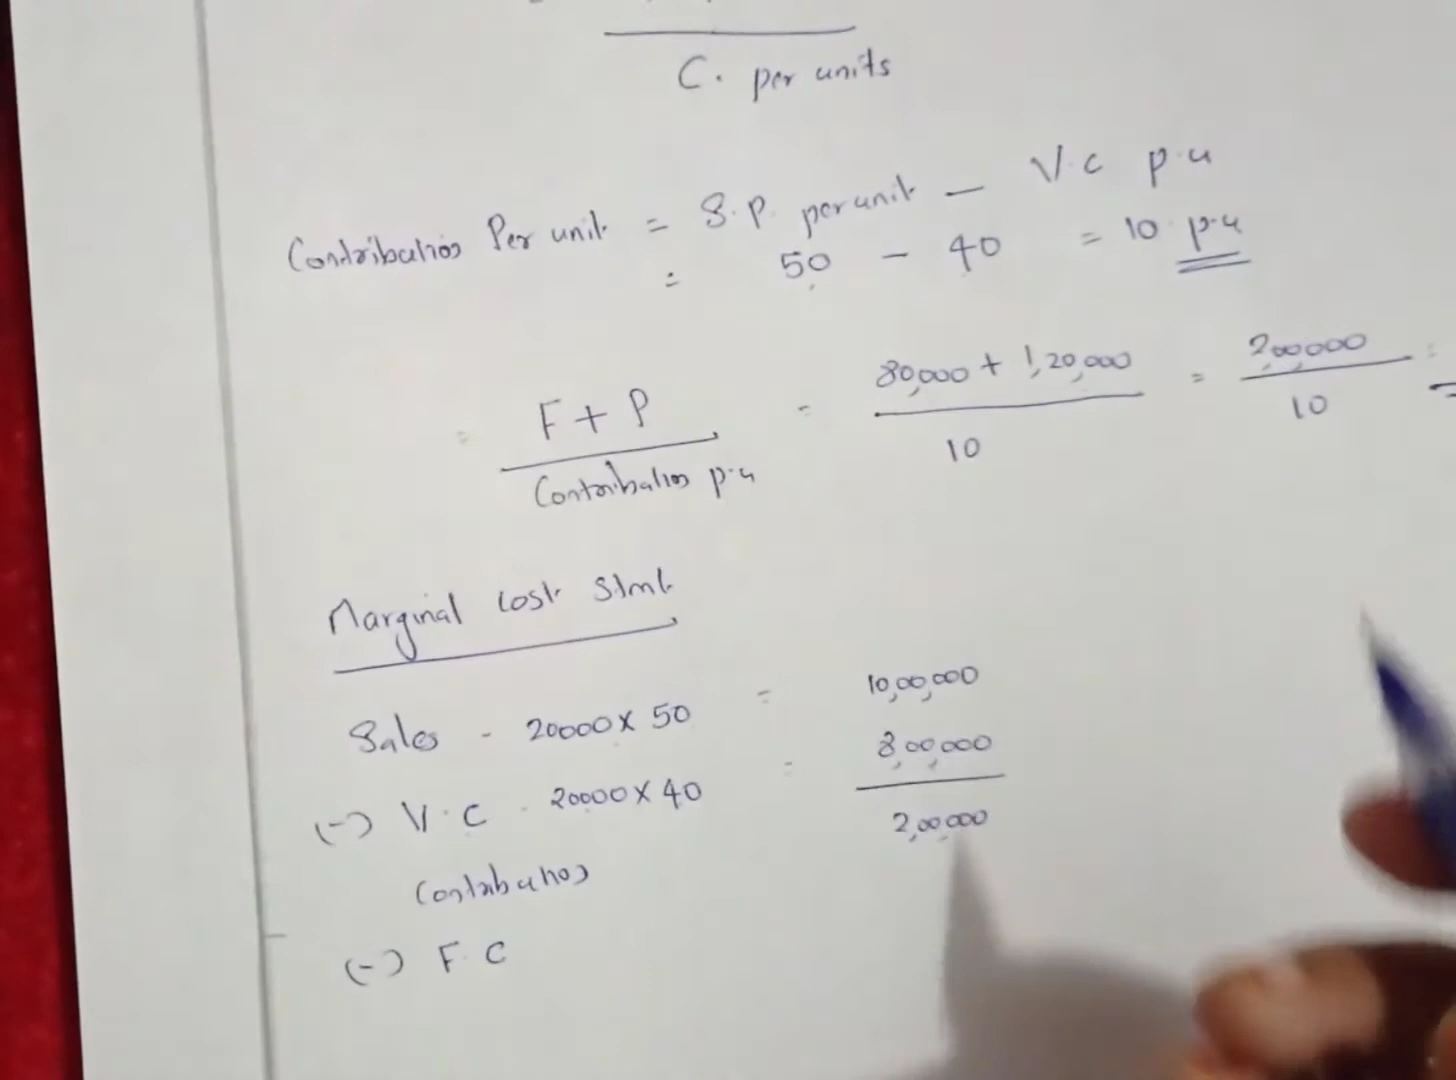 C. per units
Contribution Per unit = S.P. per unit - V.C p.u
= 50 - 40 = 10 p.u
= F + P / Contribution p.u = 80,000 + 1,20,000 / 10 = 2,00,000 / 10 =
Marginal Cost Stmt
Sales - 20000 x 50 = 10,00,000
(-) V.C - 20000 x 40 = 8,00,000
Contribution 2,00,000
(-) F.C